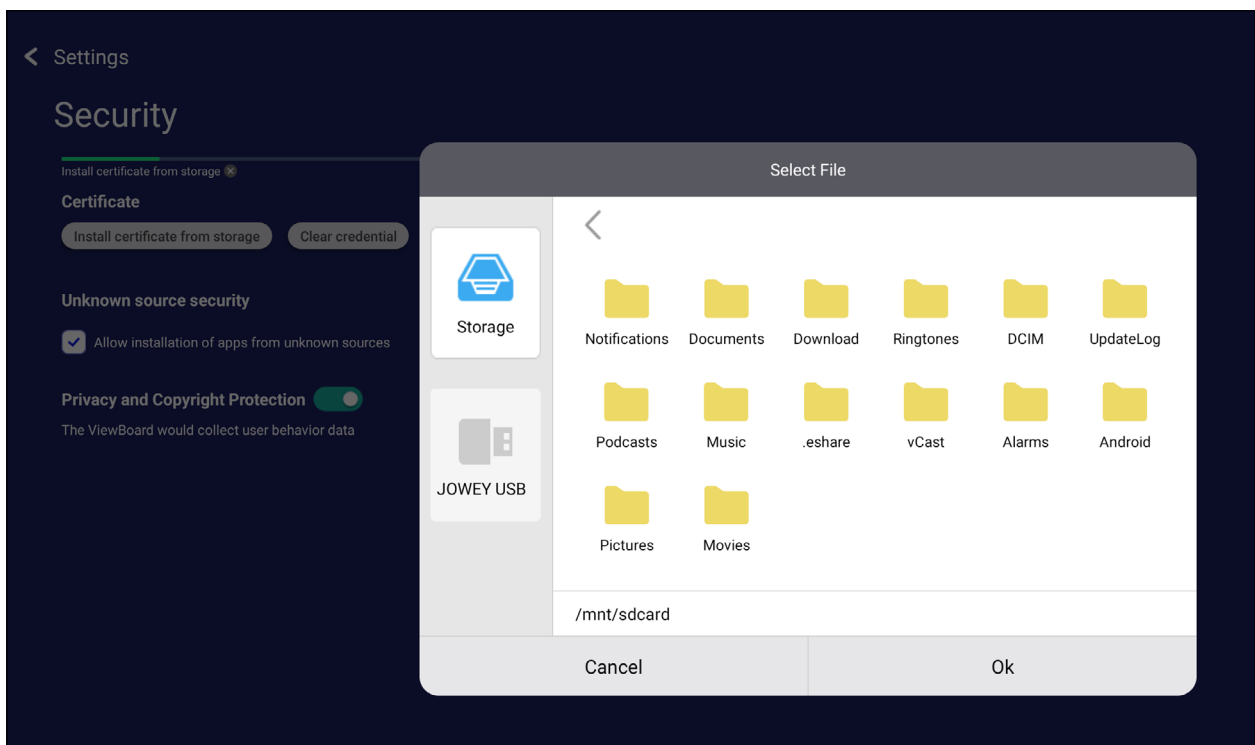 Settings
Security
Install certificate from storage
Certificate
Install certificate from storage Clear credential
Unknown source security
Allow installation of apps from unknown sources
Privacy and Copyright Protection
The ViewBoard would collect user behavior data
Select File
Storage
JOWEY USB
Notifications Documents Download Ringtones DCIM UpdateLog
Podcasts Music .eshare vCast Alarms Android
Pictures Movies
/mnt/sdcard
Cancel Ok